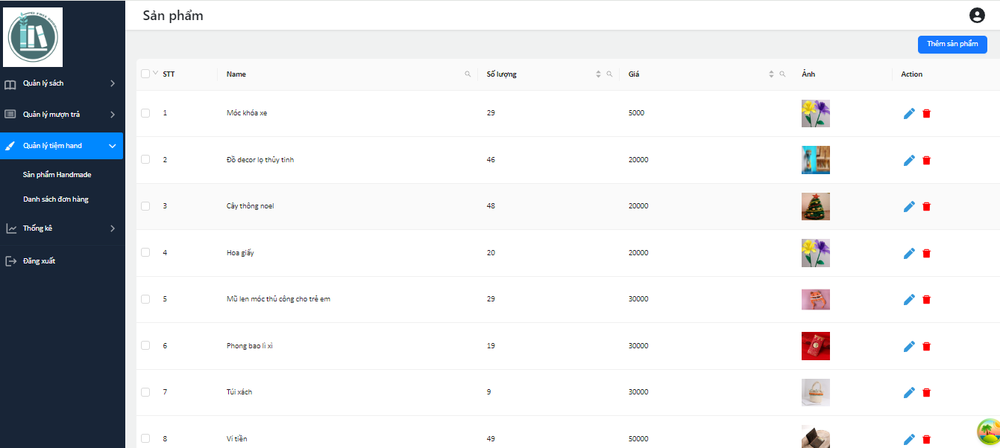 Sản phẩm
Thêm sản phẩm
Quản lý sách
Quản lý mượn trả
Quản lý tiệm hand
Sản phẩm Handmade
Danh sách đơn hàng
Thống kê
Đăng xuất
STT Name Số lượng Giá Ảnh Action
1 Móc khóa xe 29 5000
2 Đồ decor lọ thủy tinh 46 20000
3 Cây thông noel 48 20000
4 Hoa giấy 20 20000
5 Mũ len móc thủ công cho trẻ em 29 30000
6 Phong bao lì xì 19 30000
7 Túi xách 9 30000
8 Ví tiền 49 50000